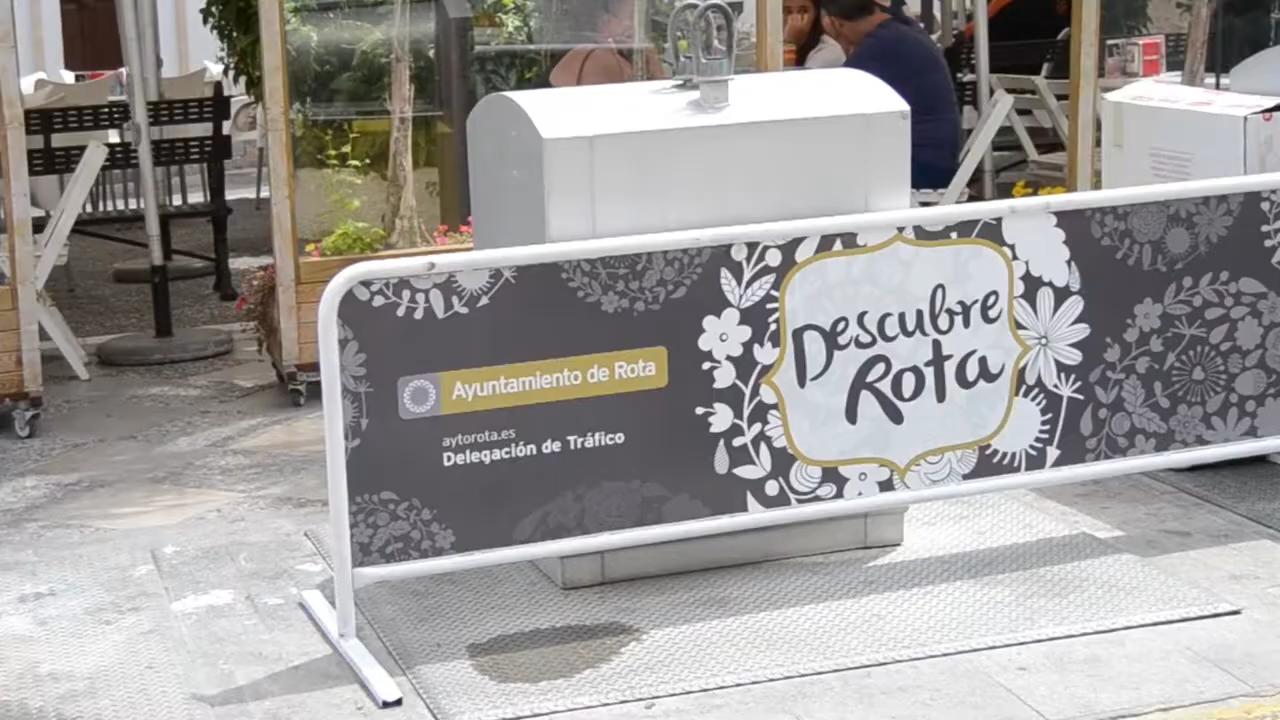 Ayuntamiento de Rota
aytorota.es
Delegación de Tráfico
Descubre
Rota